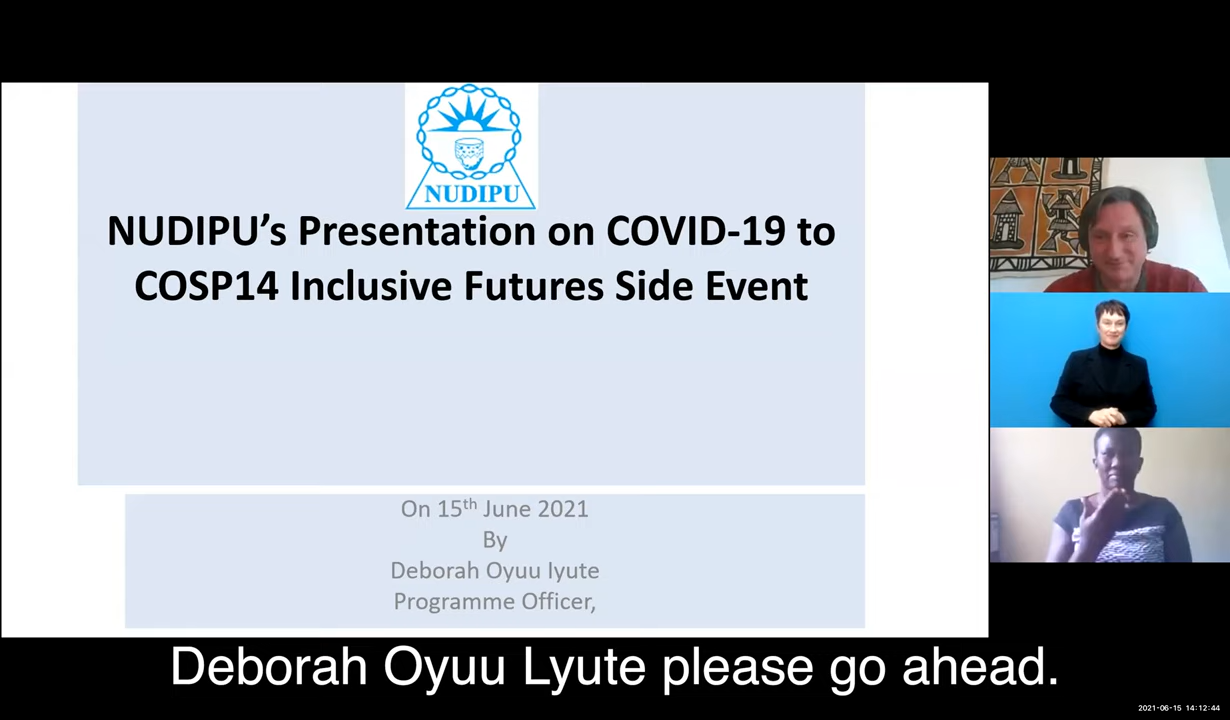 NUDIPU
NUDIPU’s Presentation on COVID-19 to
COSP14 Inclusive Futures Side Event
On 15th June 2021
By
Deborah Oyuu Iyute
Programme Officer,
Deborah Oyuu Lyute please go ahead.
2021-06-15 14:12:44